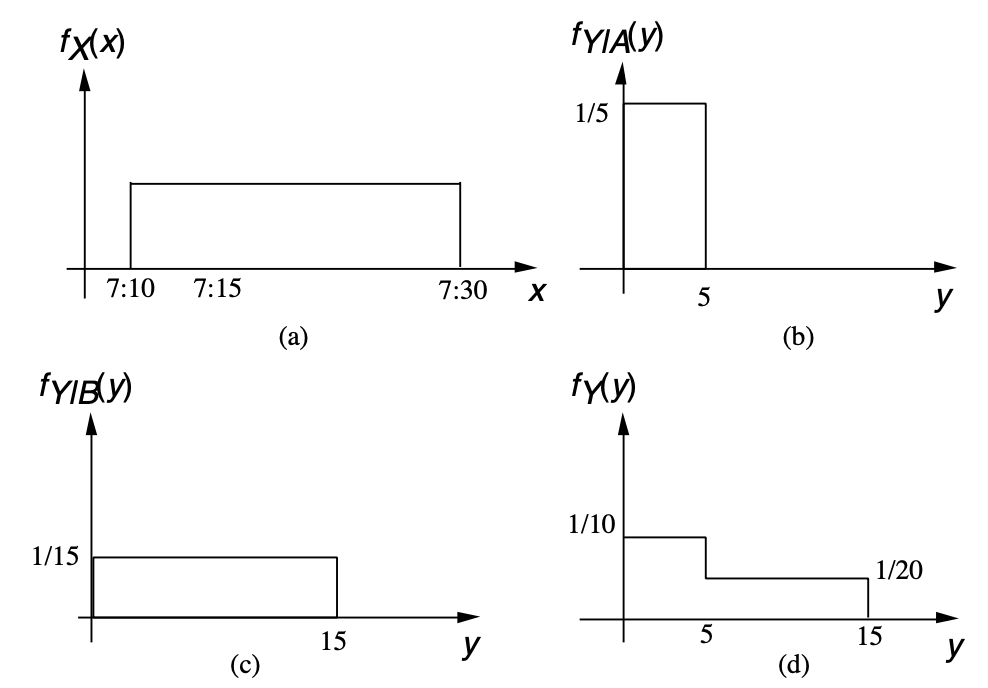 fX(x)
7:10 7:15 7:30 x
(a)
fY|A(y)
1/5
5 y
(b)
fY|B(y)
1/15
15 y
(c)
fY(y)
1/10
1/20
5 15 y
(d)